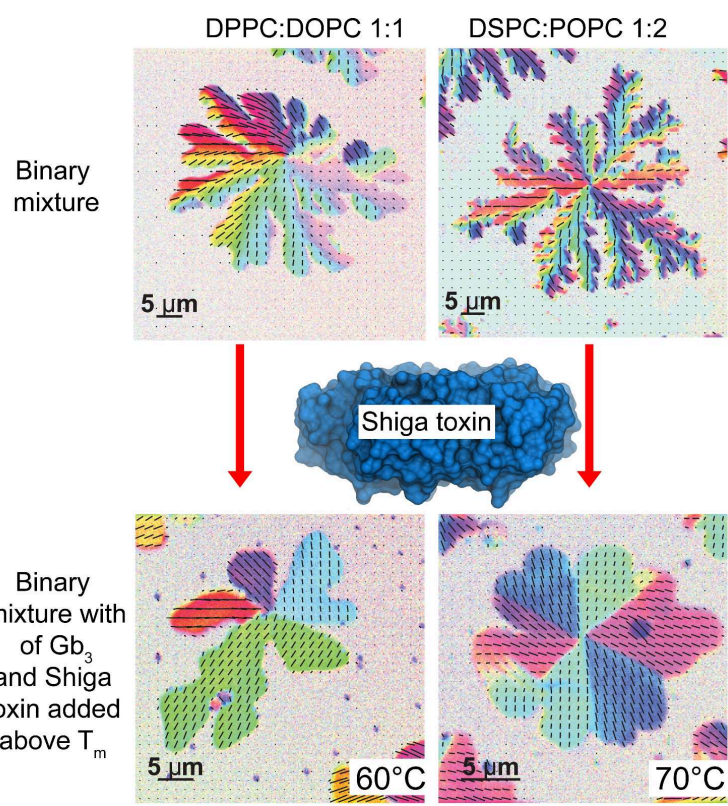 DPPC:DOPC 1:1
DSPC:POPC 1:2
Binary
mixture
5 μm
5 μm
Shiga toxin
Binary
mixture with
of Gb3
and Shiga
toxin added
above Tm
5 μm
60°C
5 μm
70°C